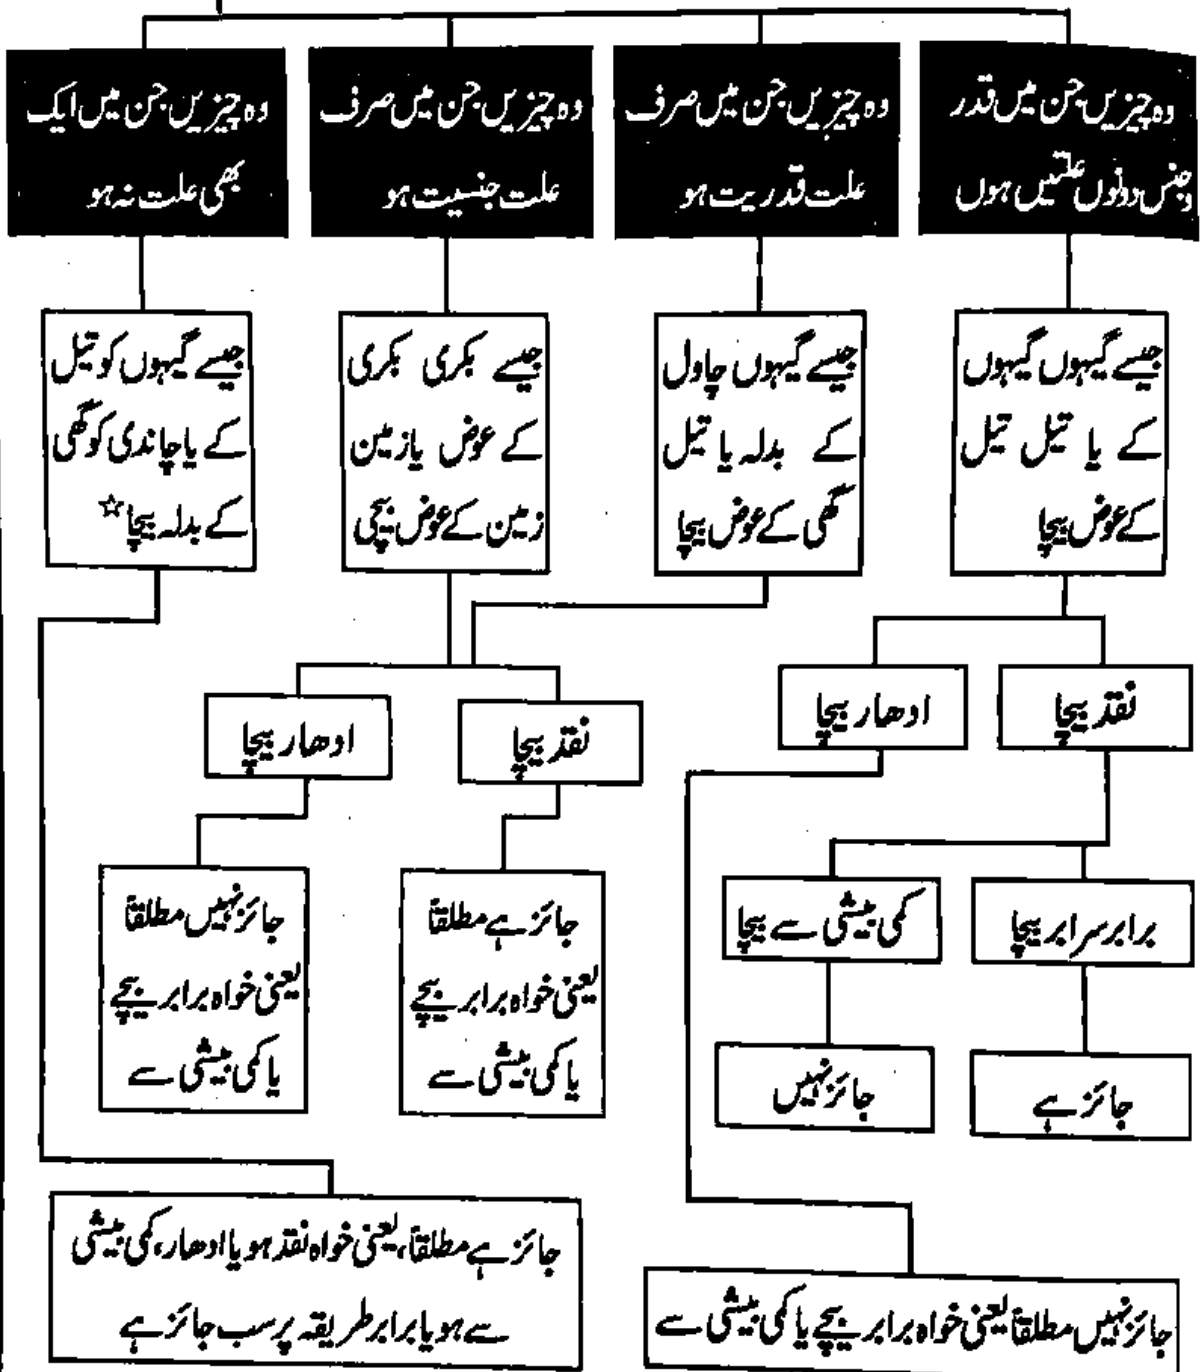 وہ چیزیں جن میں قدر
وجنس دونوں علتیں ہوں
وہ چیزیں جن میں صرف
علت قدریت ہو
وہ چیزیں جن میں صرف
علت جنسیت ہو
وہ چیزیں جن میں ایک
بھی علت نہ ہو
جیسے گیہوں گیہوں
کے یا تیل تیل
کے عوض بیچا
جیسے گیہوں چاول
کے بدلہ یا تیل
گھی کے عوض بیچا
جیسے بکری بکری
کے عوض یا زمین
زمین کے عوض بیچی
جیسے گیہوں کو تیل
کے یا چاندی کو گھی
کے بدلہ بیچا☆
نقد بیچا
ادھار بیچا
نقد بیچا
ادھار بیچا
برابر سرابر بیچا
کمی بیشی سے بیچا
جائز ہے
جائز نہیں
جائز ہے مطلقاً
یعنی خواہ برابر بیچے
یا کمی بیشی سے
جائز نہیں مطلقاً
یعنی خواہ برابر بیچے
یا کمی بیشی سے
جائز نہیں مطلقاً یعنی خواہ برابر بیچے یا کمی بیشی سے
جائز ہے مطلقاً، یعنی خواہ نقد ہو یا ادھار، کمی بیشی
سے ہو یا برابر طریقہ پر سب جائز ہے